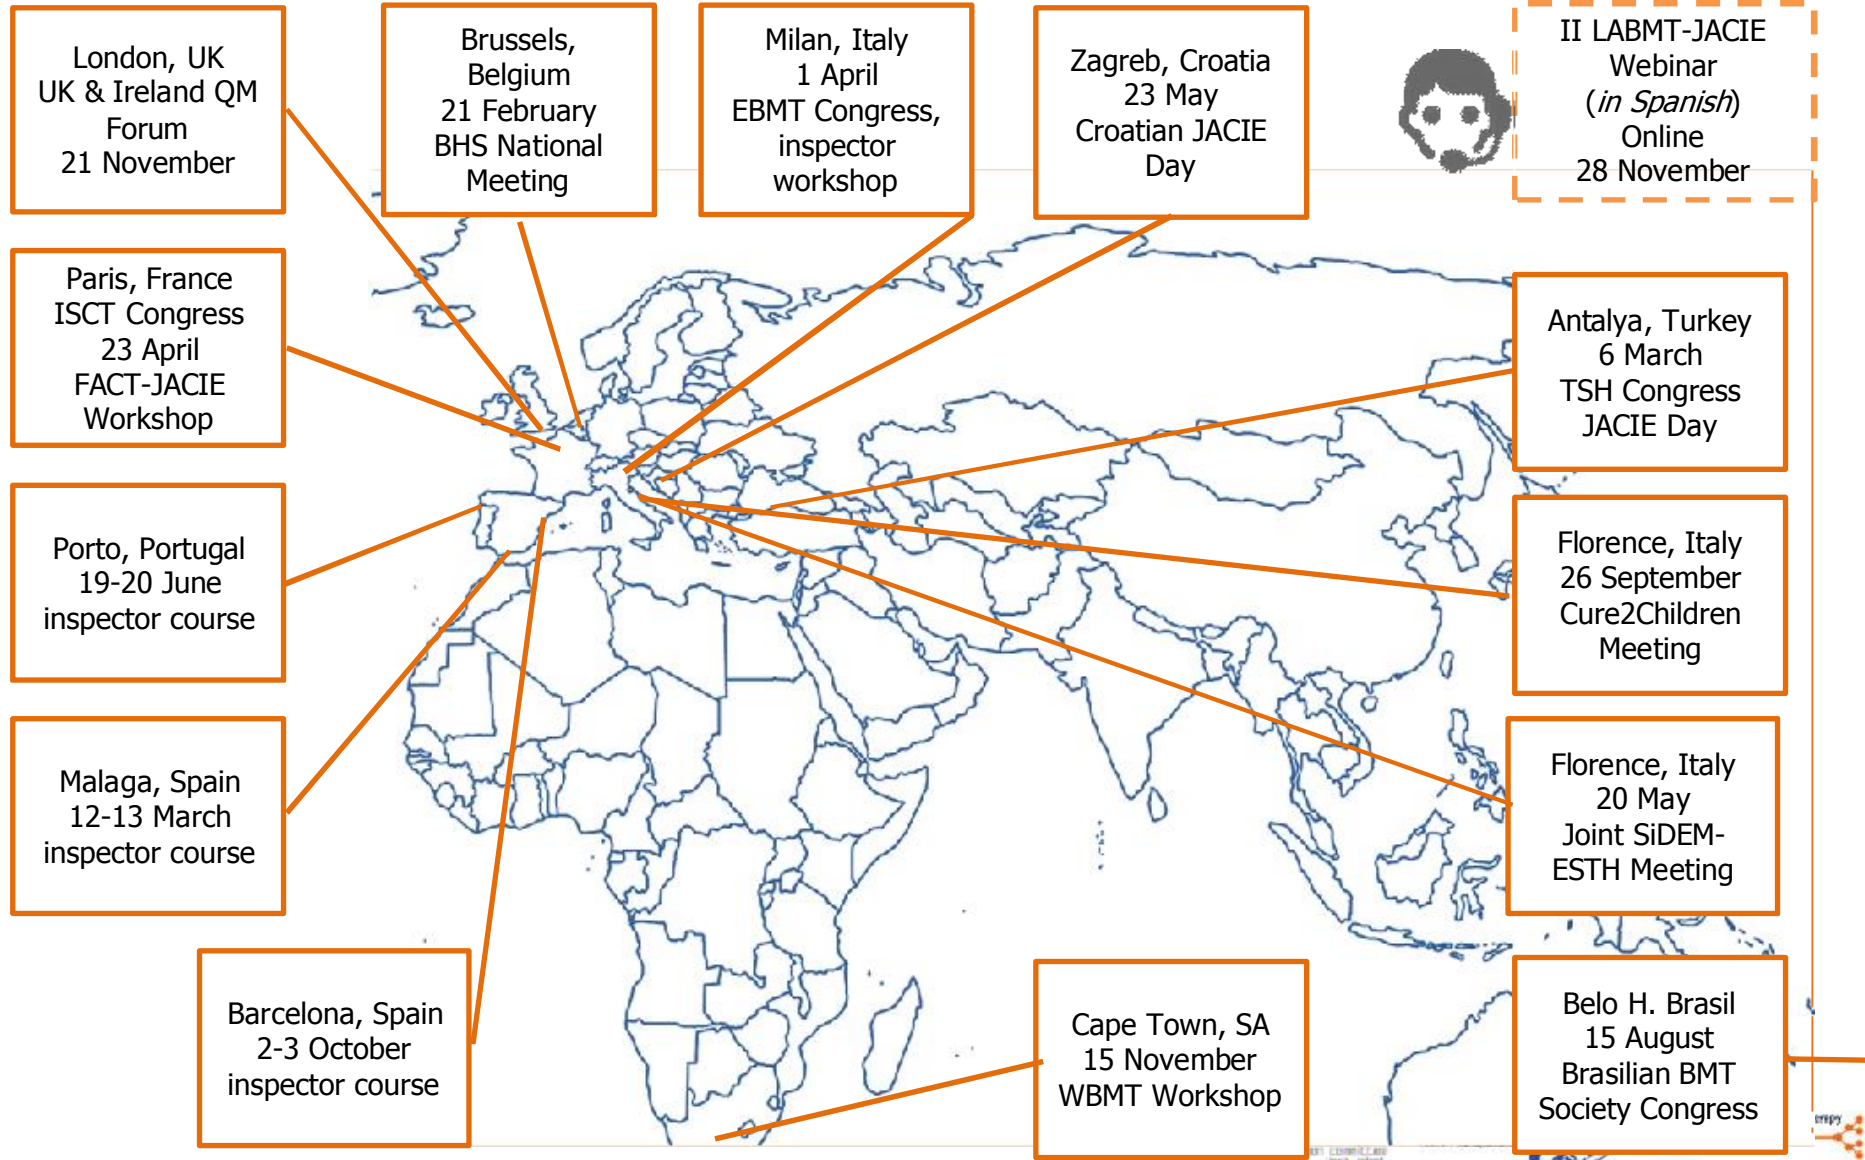 London, UK
UK & Ireland QM
Forum
21 November
Brussels,
Belgium
21 February
BHS National
Meeting
Milan, Italy
1 April
EBMT Congress,
inspector
workshop
Zagreb, Croatia
23 May
Croatian JACIE
Day
II LABMT-JACIE
Webinar
(in Spanish)
Online
28 November
Paris, France
ISCT Congress
23 April
FACT-JACIE
Workshop
Antalya, Turkey
6 March
TSH Congress
JACIE Day
Porto, Portugal
19-20 June
inspector course
Florence, Italy
26 September
Cure2Children
Meeting
Malaga, Spain
12-13 March
inspector course
Florence, Italy
20 May
Joint SiDEM-
ESTH Meeting
Barcelona, Spain
2-3 October
inspector course
Cape Town, SA
15 November
WBMT Workshop
Belo H. Brasil
15 August
Brasilian BMT
Society Congress